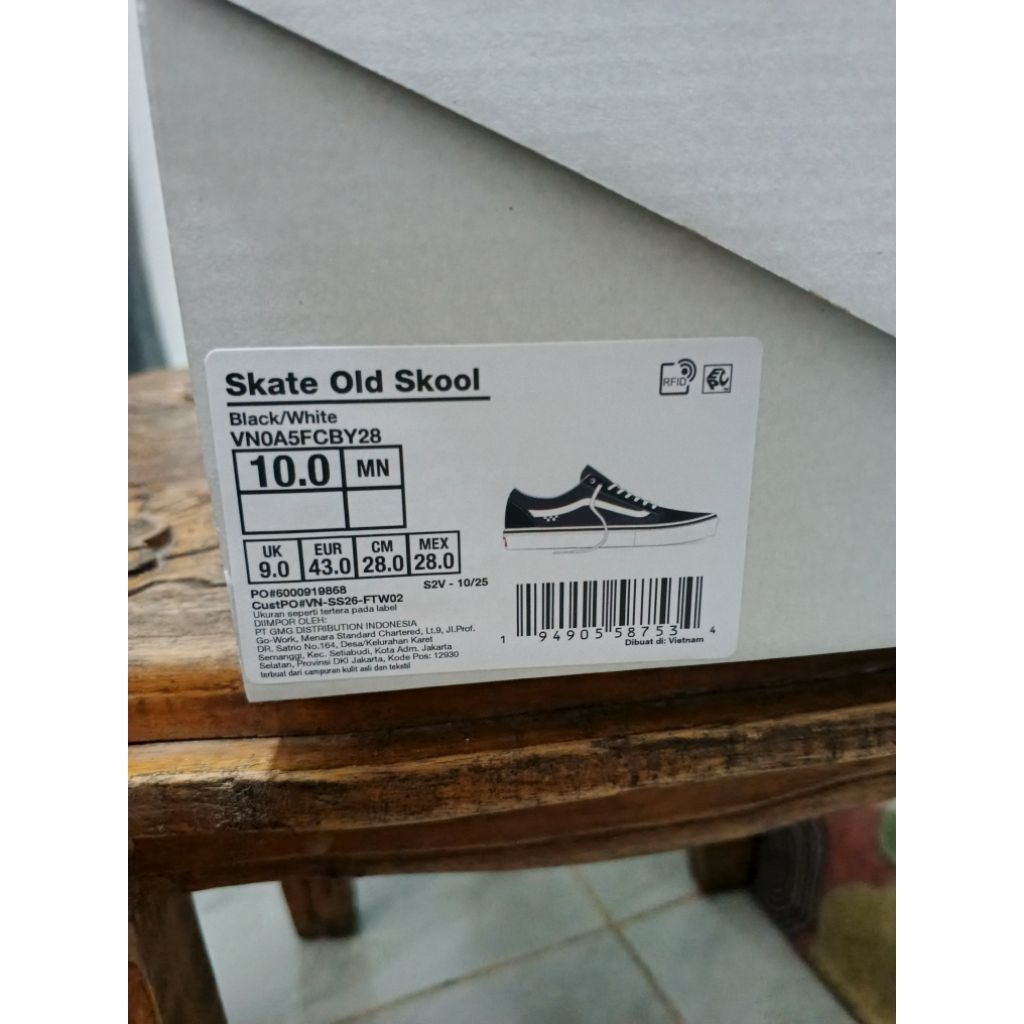 Skate Old Skool
RFID
Black/White
VN0A5FCBY28
10.0 MN
UK EUR CM MEX
9.0 43.0 28.0 28.0
PO#6000919868 S2V - 10/25
CustPO#VN-SS26-FTW02
Ukuran seperti tertera pada label
DIIMPOR OLEH:
PT GMG DISTRIBUTION INDONESIA
Go-Work, Menara Standard Chartered, Lt.9, Jl.Prof.
DR. Satrio No.164, Desa/Kelurahan Karet
Semanggi, Kec. Setiabudi, Kota Adm. Jakarta
Selatan, Provinsi DKI Jakarta, Kode Pos: 12930
terbuat dari campuran kulit asli dan tekstil
1 94905 58753 4
Dibuat di: Vietnam